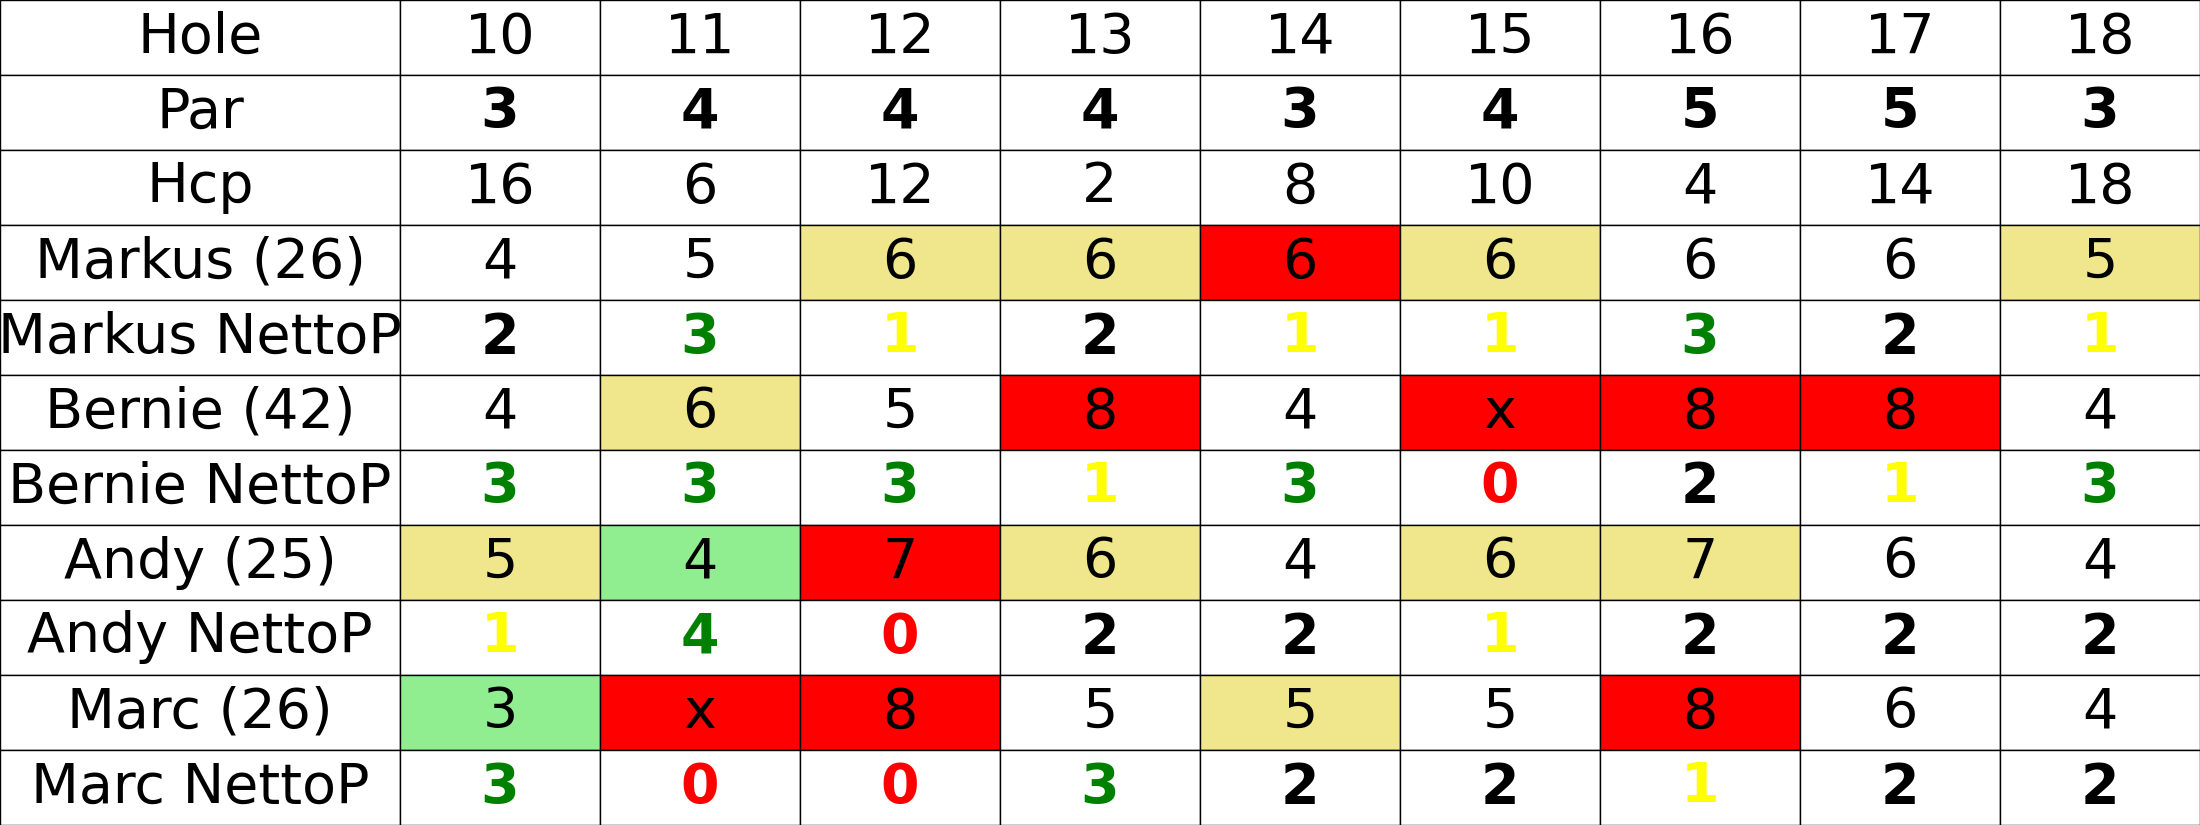 Hole 10 11 12 13 14 15 16 17 18
Par 3 4 4 4 3 4 5 5 3
Hcp 16 6 12 2 8 10 4 14 18
Markus (26) 4 5 6 6 6 6 6 6 5
Markus NettoP 2 3 1 2 1 1 3 2 1
Bernie (42) 4 6 5 8 4 x 8 8 4
Bernie NettoP 3 3 3 1 3 0 2 1 3
Andy (25) 5 4 7 6 4 6 7 6 4
Andy NettoP 1 4 0 2 2 1 2 2 2
Marc (26) 3 x 8 5 5 5 8 6 4
Marc NettoP 3 0 0 3 2 2 1 2 2